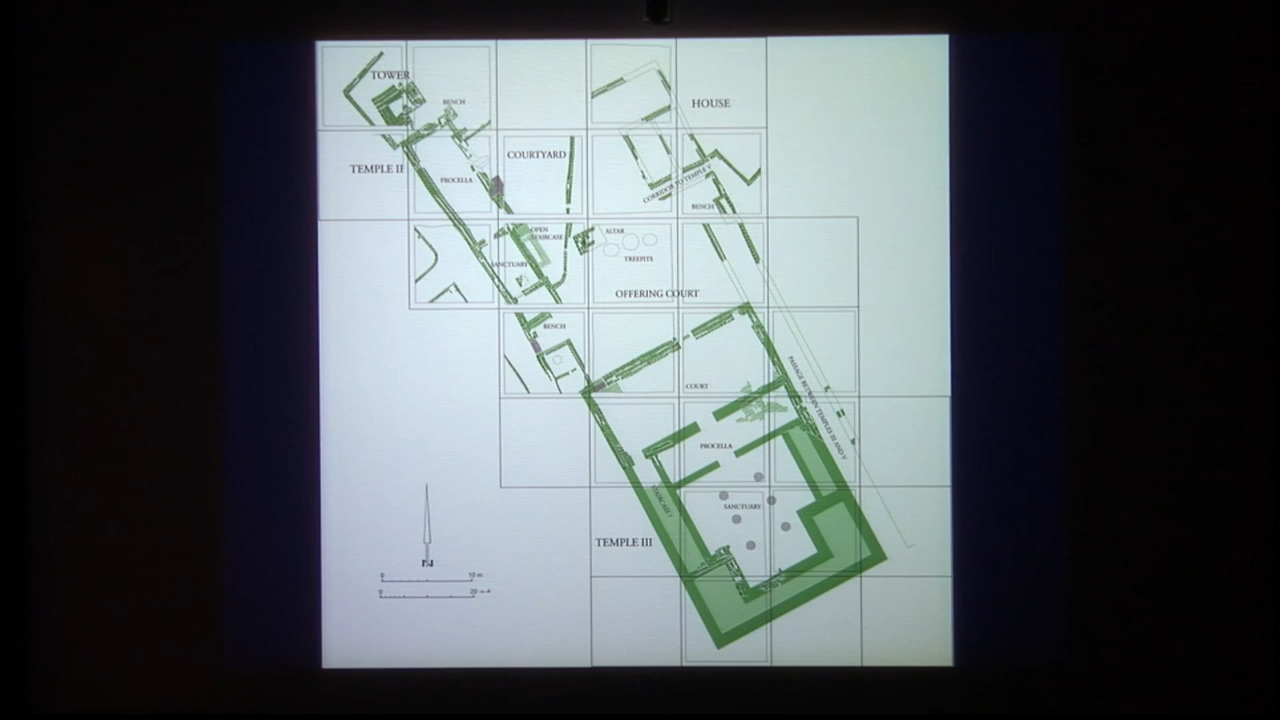 TOWER
BENCH
HOUSE
COURTYARD
TEMPLE II
PROCELLA
CORRIDOR TO TEMPLE V
BENCH
OPEN
STAIRCASE
ALTAR
TREEPITS
SANCTUARY
OFFERING COURT
BENCH
COURT
PASSAGE BETWEEN TEMPLES III AND V
PROCELLA
STAIRCASE ?
SANCTUARY
TEMPLE III
N
0 10 m
0 20